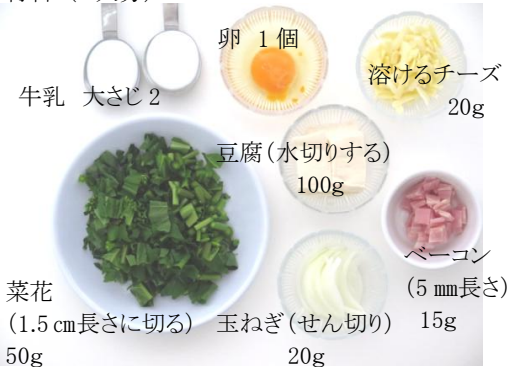 卵 1個
溶けるチーズ
20g
牛乳 大さじ2
豆腐(水切りする)
100g
ベーコン
(5㎜長さ)
15g
菜花
(1.5㎝長さに切る)
50g
玉ねぎ(せん切り)
20g